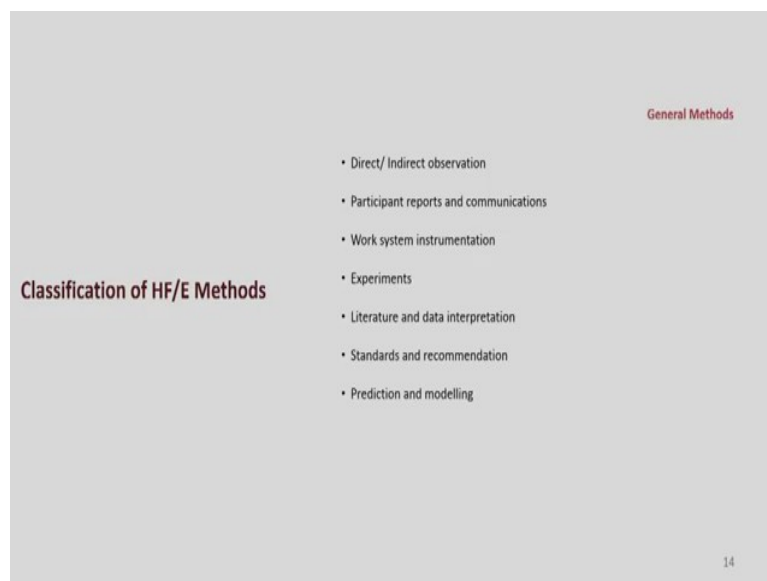 General Methods
• Direct/ Indirect observation
• Participant reports and communications
• Work system instrumentation
Classification of HF/E Methods
• Experiments
• Literature and data interpretation
• Standards and recommendation
• Prediction and modelling
14